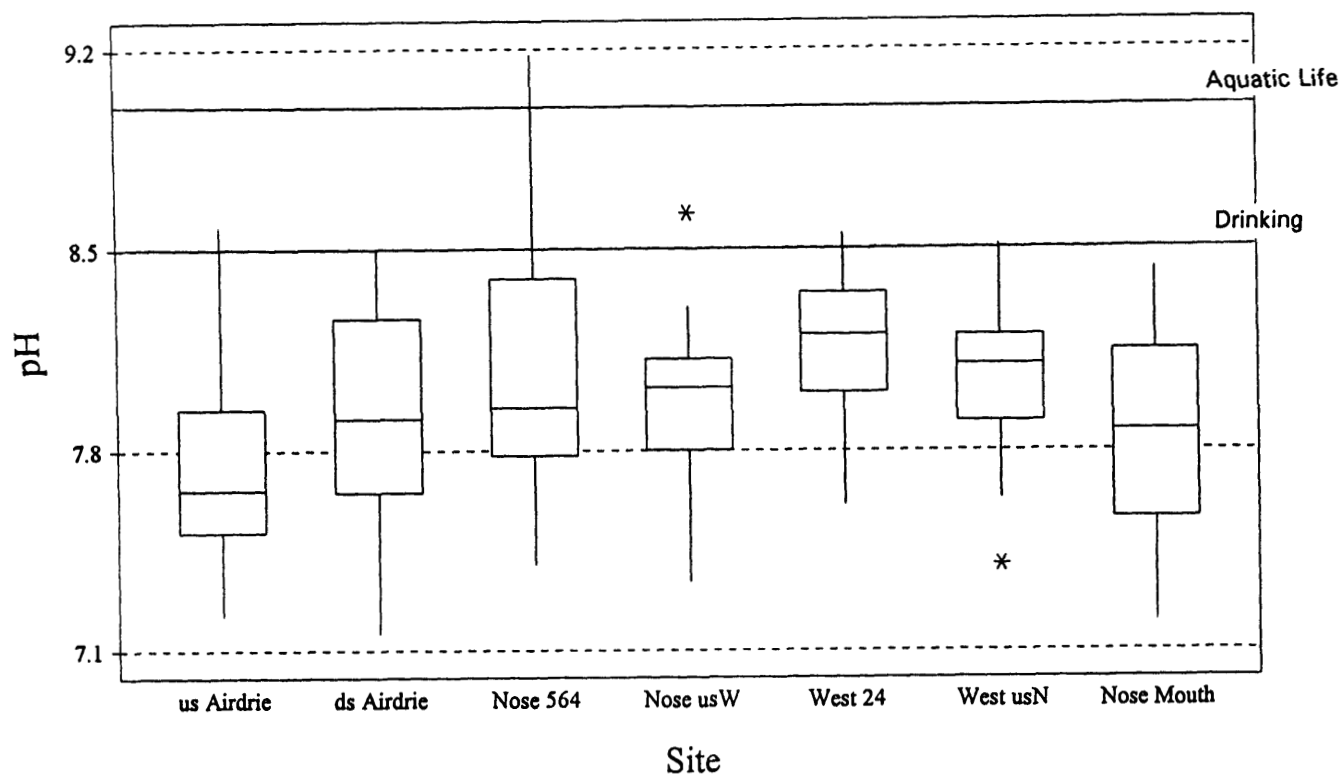 9.2
Aquatic Life
*
Drinking
8.5
pH
7.8
*
7.1
us Airdrie ds Airdrie Nose 564 Nose usW West 24 West usN Nose Mouth
Site